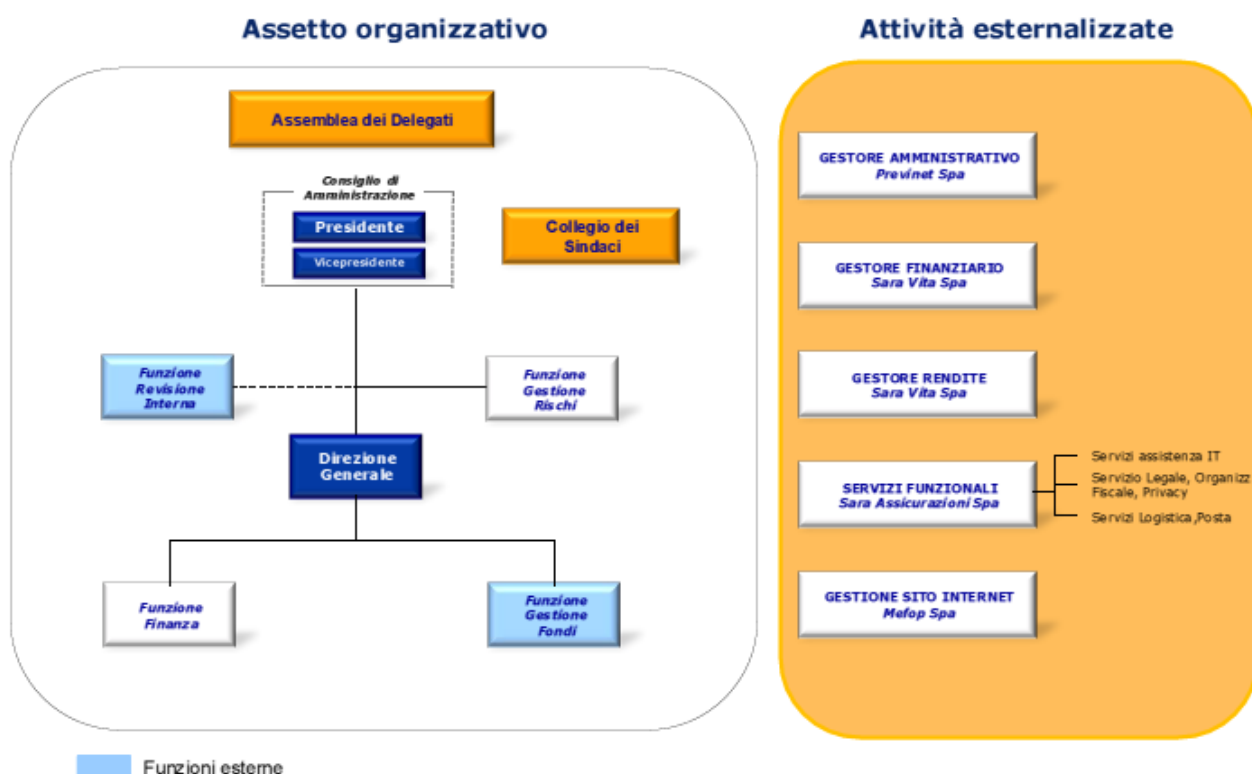 Assetto organizzativo
Assemblea dei Delegati
Consiglio di
Amministrazione
Presidente
Vicepresidente
Collegio dei
Sindaci
Funzione
Revisione
Interna
Funzione
Gestione
Rischi
Direzione
Generale
Funzione
Finanza
Funzione
Gestione
Fondi
Funzioni esterne
Attività esternalizzate
GESTORE AMMINISTRATIVO
Previnet Spa
GESTORE FINANZIARIO
Sara Vita Spa
GESTORE RENDITE
Sara Vita Spa
SERVIZI FUNZIONALI
Sara Assicurazioni Spa
Servizi assistenza IT
Servizio Legale, Organizz
Fiscale, Privacy
Servizi Logistica,Posta
GESTIONE SITO INTERNET
Mefop Spa